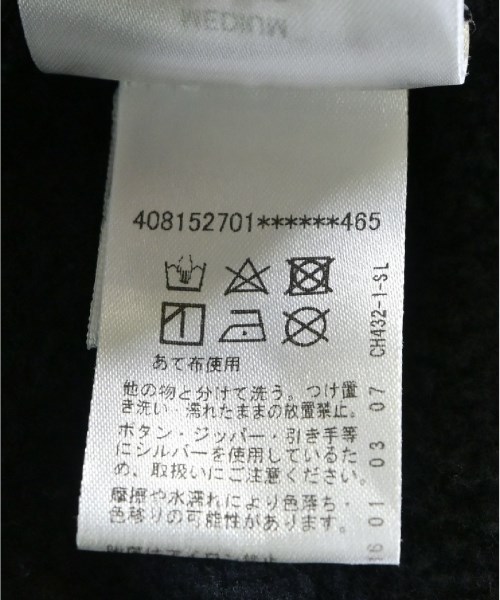 MEDIUM
408152701******465
あて布使用
他の物と分けて洗う。つけ置
き洗い・濡れたままの放置禁止。
ボタン・ジッパー・引き手等
にシルバーを使用しているた
め、取扱いにご注意ください。
摩擦や水濡れにより色落ち・
色移りの可能性があります。
CH432-1-SL
16 01 03 07